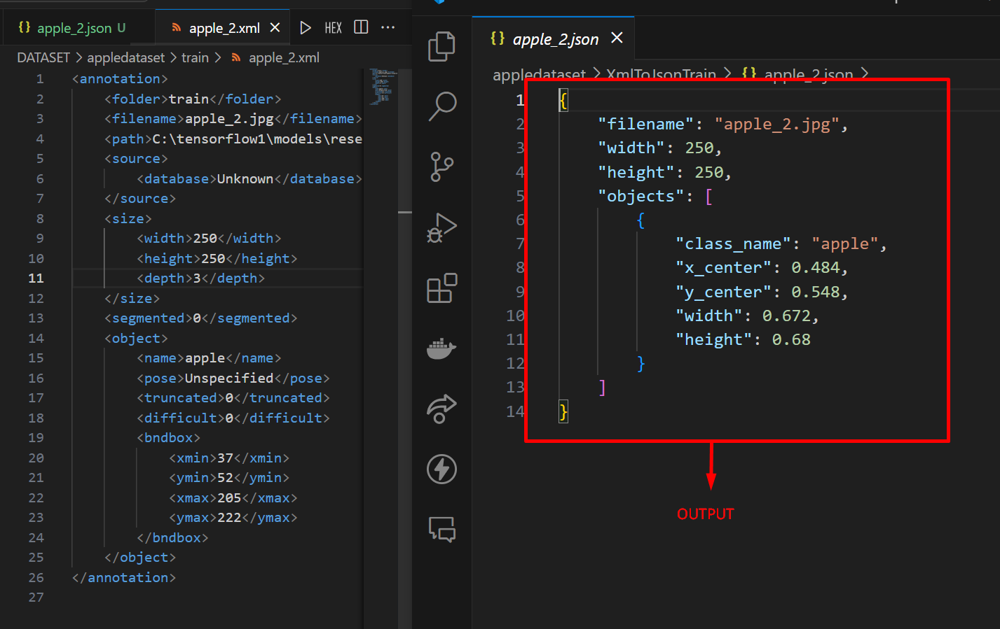 apple_2.json U
apple_2.xml
HEX
DATASET > appledataset > train > apple_2.xml
1 <annotation>
2 <folder>train</folder>
3 <filename>apple_2.jpg</filename>
4 <path>C:\tensorflow1\models\rese
5 <source>
6 <database>Unknown</database>
7 </source>
8 <size>
9 <width>250</width>
10 <height>250</height>
11 <depth>3</depth>
12 </size>
13 <segmented>0</segmented>
14 <object>
15 <name>apple</name>
16 <pose>Unspecified</pose>
17 <truncated>0</truncated>
18 <difficult>0</difficult>
19 <bndbox>
20 <xmin>37</xmin>
21 <ymin>52</ymin>
22 <xmax>205</xmax>
23 <ymax>222</ymax>
24 </bndbox>
25 </object>
26 </annotation>
27
{} apple_2.json
appledataset > XmlToJsonTrain > {} apple_2.json >
1 {
2 "filename": "apple_2.jpg",
3 "width": 250,
4 "height": 250,
5 "objects": [
6 {
7 "class_name": "apple",
8 "x_center": 0.484,
9 "y_center": 0.548,
10 "width": 0.672,
11 "height": 0.68
12 }
13 ]
14 }
OUTPUT